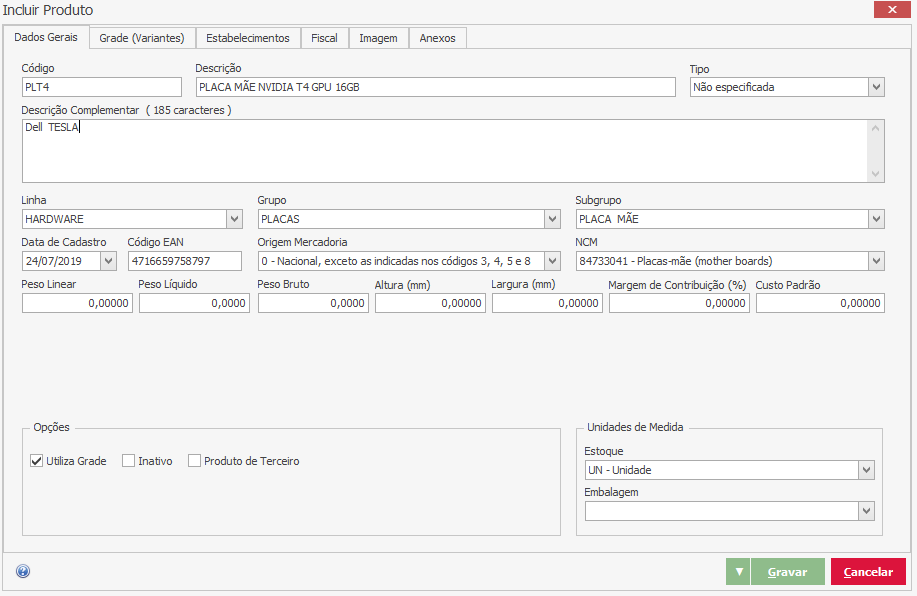 Incluir Produto
Dados Gerais Grade (Variantes) Estabelecimentos Fiscal Imagem Anexos
Código Descrição Tipo
PLT4 PLACA MÃE NVIDIA T4 GPU 16GB Não especificada
Descrição Complementar ( 185 caracteres )
Dell TESLA
Linha Grupo Subgrupo
HARDWARE PLACAS PLACA MÃE
Data de Cadastro Código EAN Origem Mercadoria NCM
24/07/2019 4716659758797 0 - Nacional, exceto as indicadas nos códigos 3, 4, 5 e 8 84733041 - Placas-mãe (mother boards)
Peso Linear Peso Líquido Peso Bruto Altura (mm) Largura (mm) Margem de Contribuição (%) Custo Padrão
0,00000 0,0000 0,0000 0,00000 0,00000 0,00000 0,00000
Opções Unidades de Medida
Estoque
Utiliza Grade Inativo Produto de Terceiro
UN - Unidade
Embalagem
Gravar Cancelar